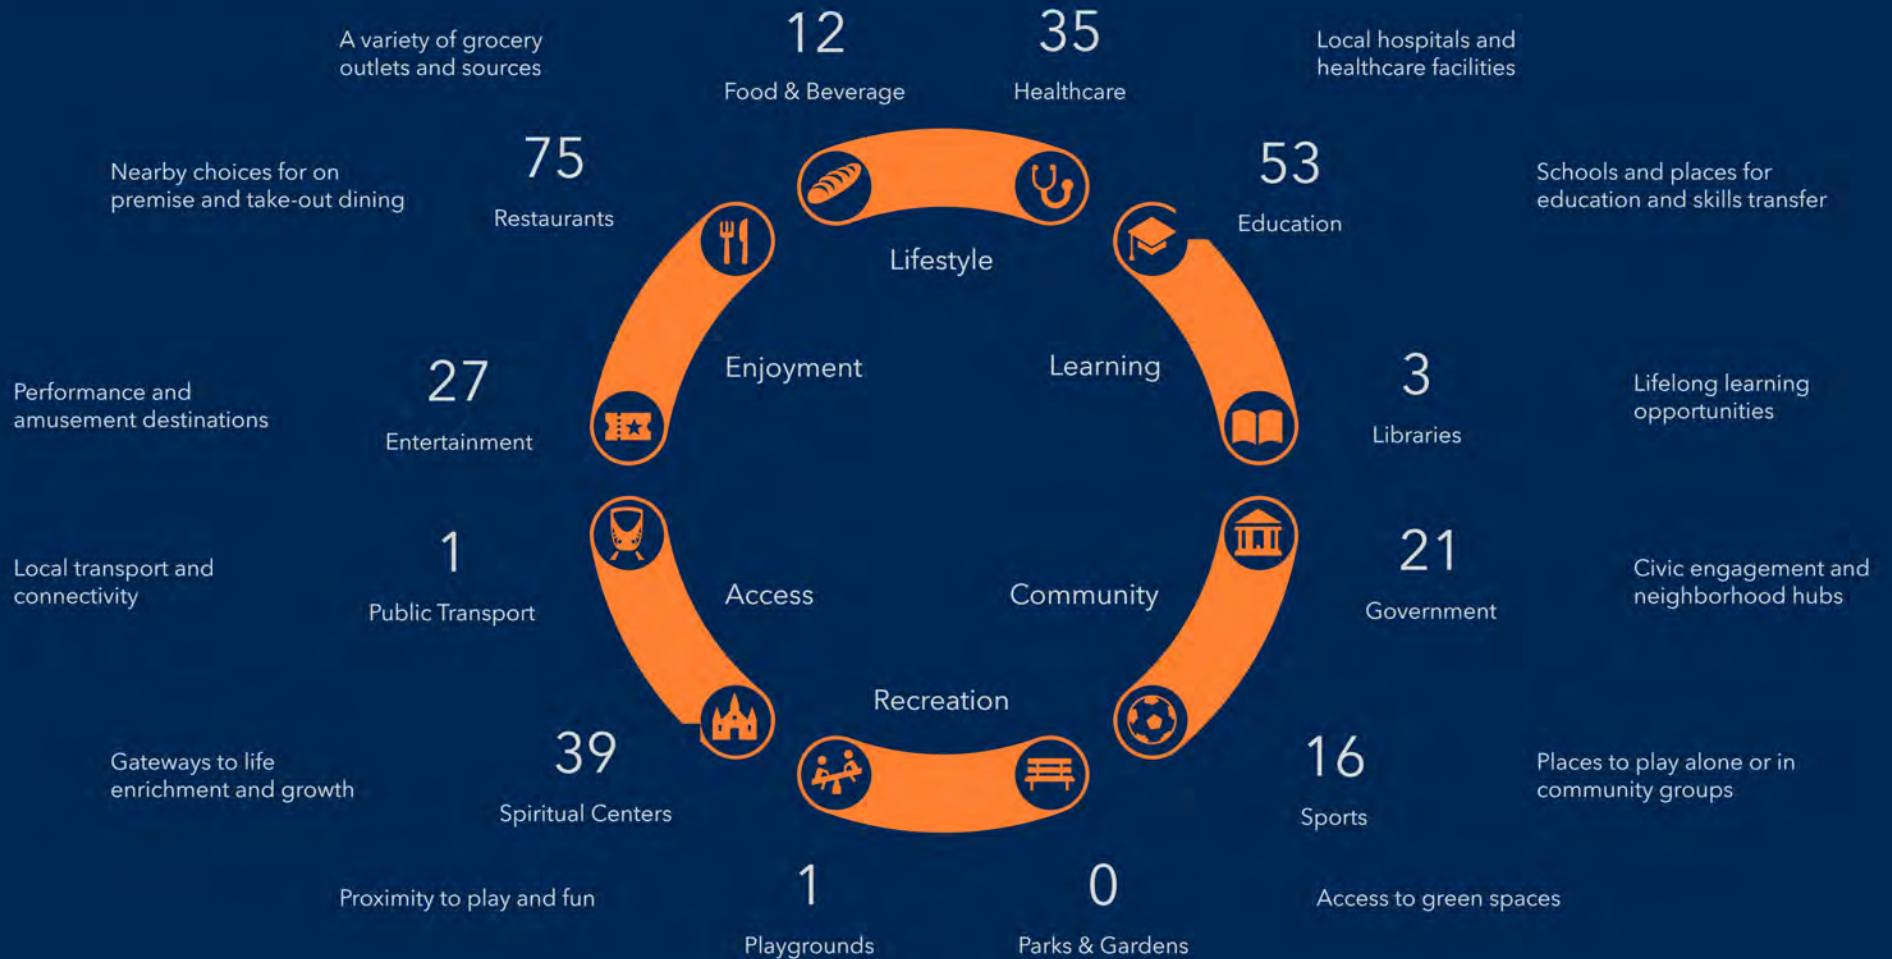 12
Food & Beverage
A variety of grocery
outlets and sources
35
Healthcare
Local hospitals and
healthcare facilities
75
Restaurants
Nearby choices for on
premise and take-out dining
53
Education
Schools and places for
education and skills transfer
Lifestyle
Enjoyment
Learning
27
Entertainment
Performance and
amusement destinations
3
Libraries
Lifelong learning
opportunities
1
Public Transport
Local transport and
connectivity
Access
Community
21
Government
Civic engagement and
neighborhood hubs
Recreation
39
Spiritual Centers
Gateways to life
enrichment and growth
16
Sports
Places to play alone or in
community groups
Proximity to play and fun
1
Playgrounds
0
Parks & Gardens
Access to green spaces